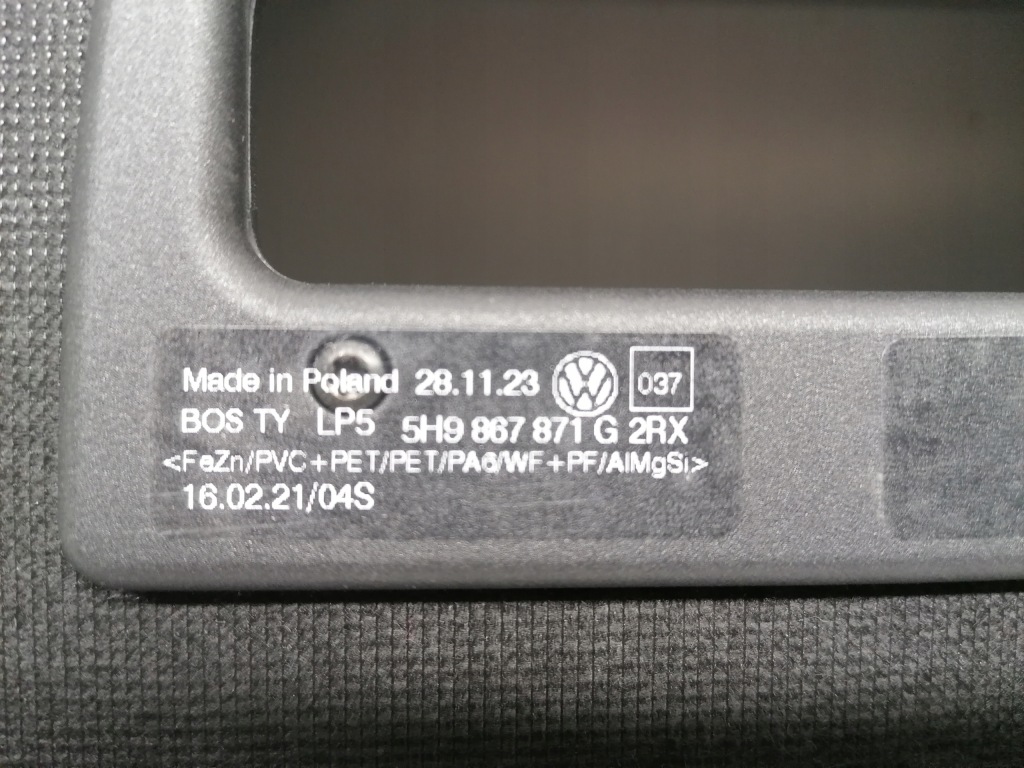 Made in Poland 28.11.23 VW 037
BOS TY LP5 5H9 867 871 G 2RX
<FeZn/PVC+PET/PET/PA6/WF+PF/AlMgSi>
16.02.21/04S